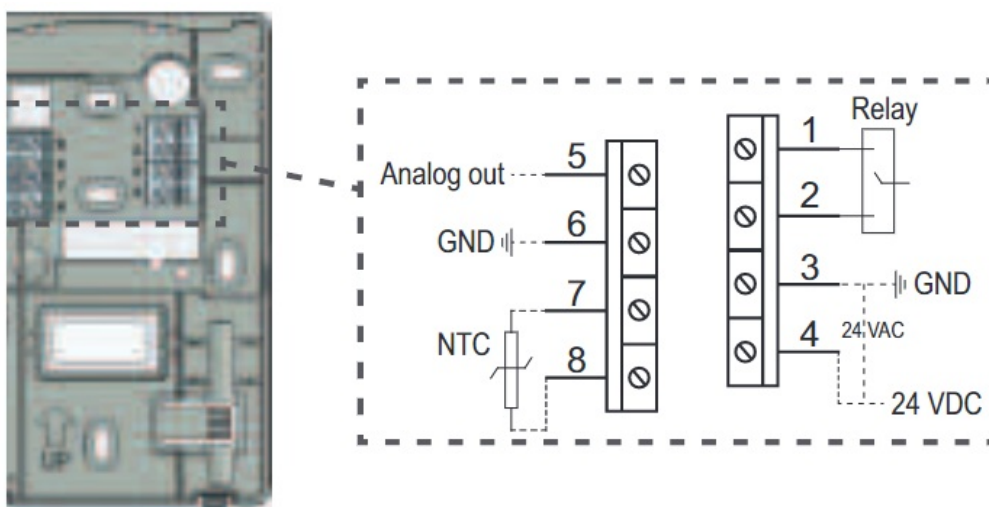 UP
Analog out
5
GND
6
7
NTC
8
1
Relay
2
3
GND
4
24 VAC
24 VDC